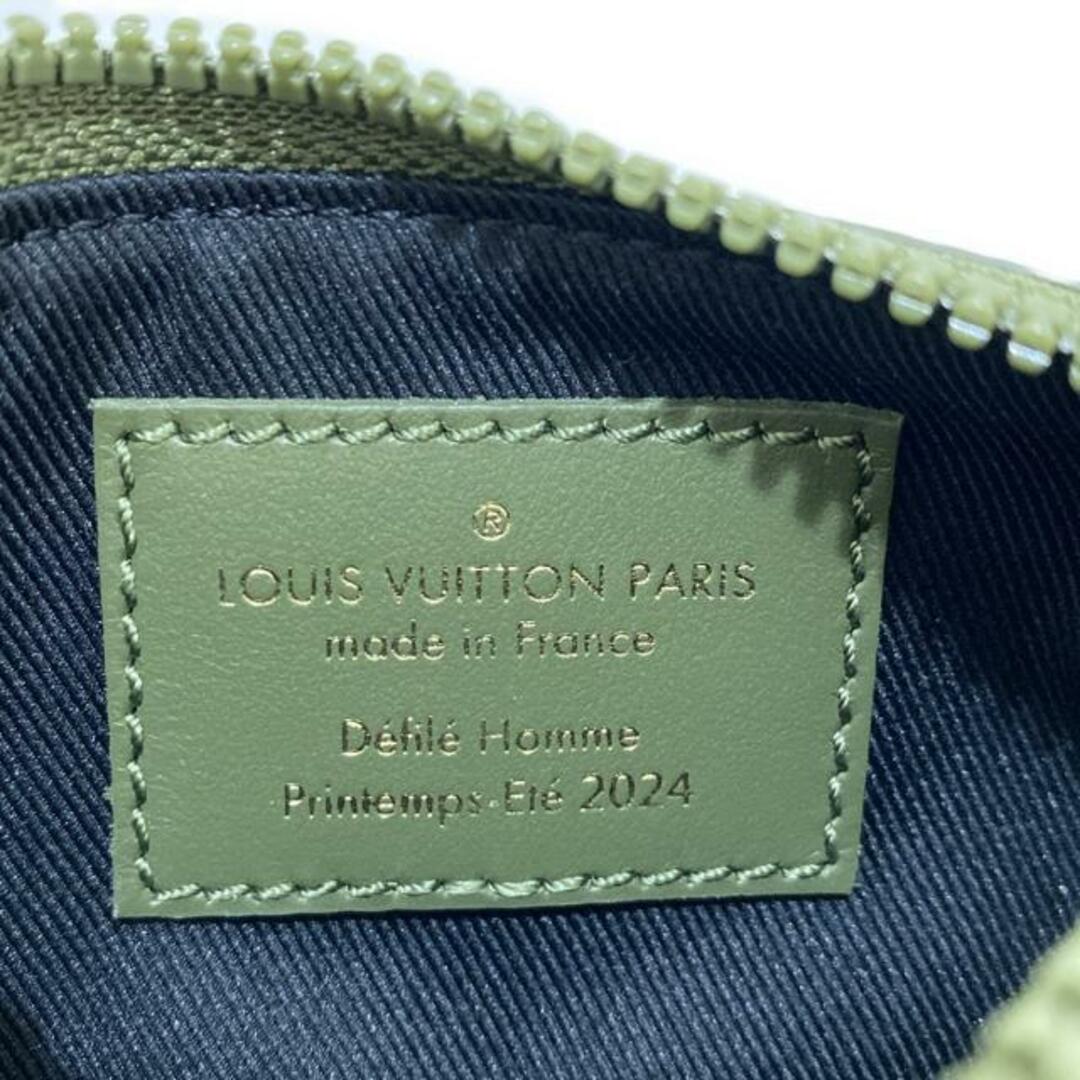 ®
LOUIS VUITTON PARIS
made in France
Défilé Homme
Printemps-Eté 2024